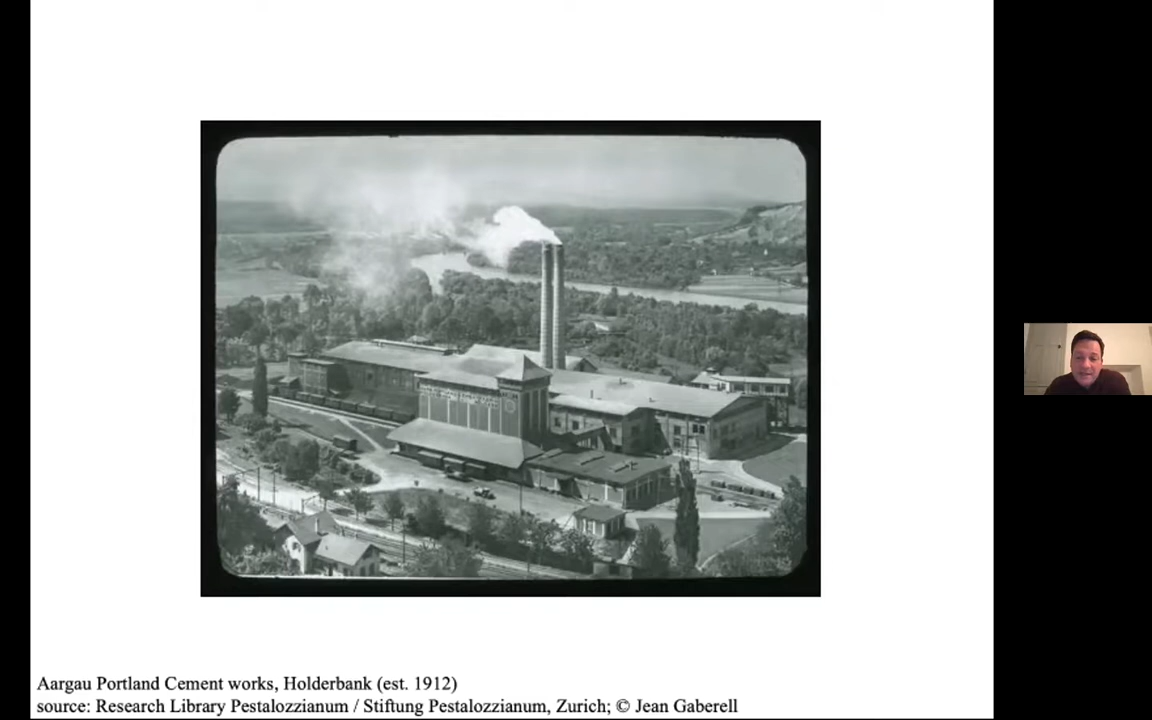 Aargau Portland Cement works, Holderbank (est. 1912)
source: Research Library Pestalozzianum / Stiftung Pestalozzianum, Zurich; © Jean Gaberell